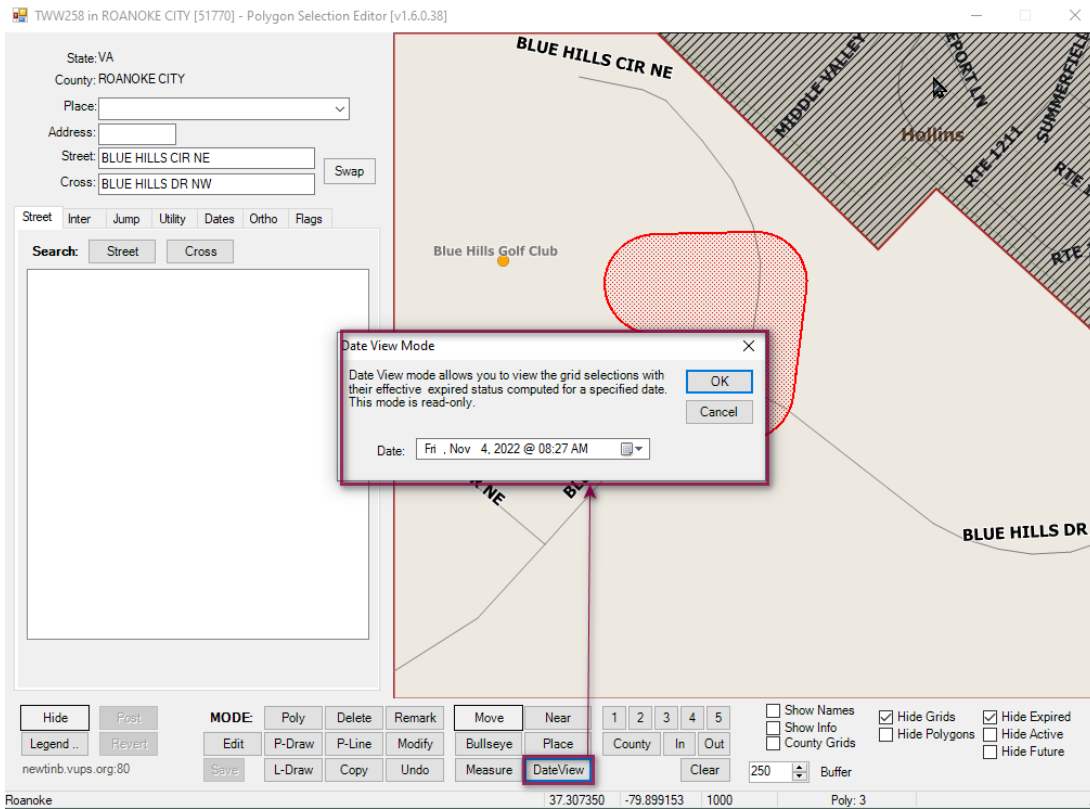 TWW258 in ROANOKE CITY [51770] - Polygon Selection Editor [v1.6.0.38]
State: VA
County: ROANOKE CITY
Place:
Address:
Street: BLUE HILLS CIR NE
Cross: BLUE HILLS DR NW
Swap
Street Inter Jump Utility Dates Ortho Flags
Search: Street Cross
BLUE HILLS CIR NE
MIDDLE VALLEY
EPORT LN
SUMMERFIEL
Hollins
RTE 1211
RTE
RTE
Blue Hills Golf Club
Date View Mode
Date View mode allows you to view the grid selections with
their effective expired status computed for a specified date.
This mode is read-only.
OK
Cancel
Date: Fri , Nov 4, 2022 @ 08:27 AM
R NE
BLU
BLUE HILLS DR
Hide Post MODE: Poly Delete Remark Move Near 1 2 3 4 5
Legend .. Revert Edit P-Draw P-Line Modify Bullseye Place County In Out
newtinb.vups.org:80 Save L-Draw Copy Undo Measure DateView Clear 250 Buffer
Show Names
Show Info
County Grids
Hide Grids
Hide Polygons
Hide Expired
Hide Active
Hide Future
Roanoke 37.307350 -79.899153 1000 Poly: 3